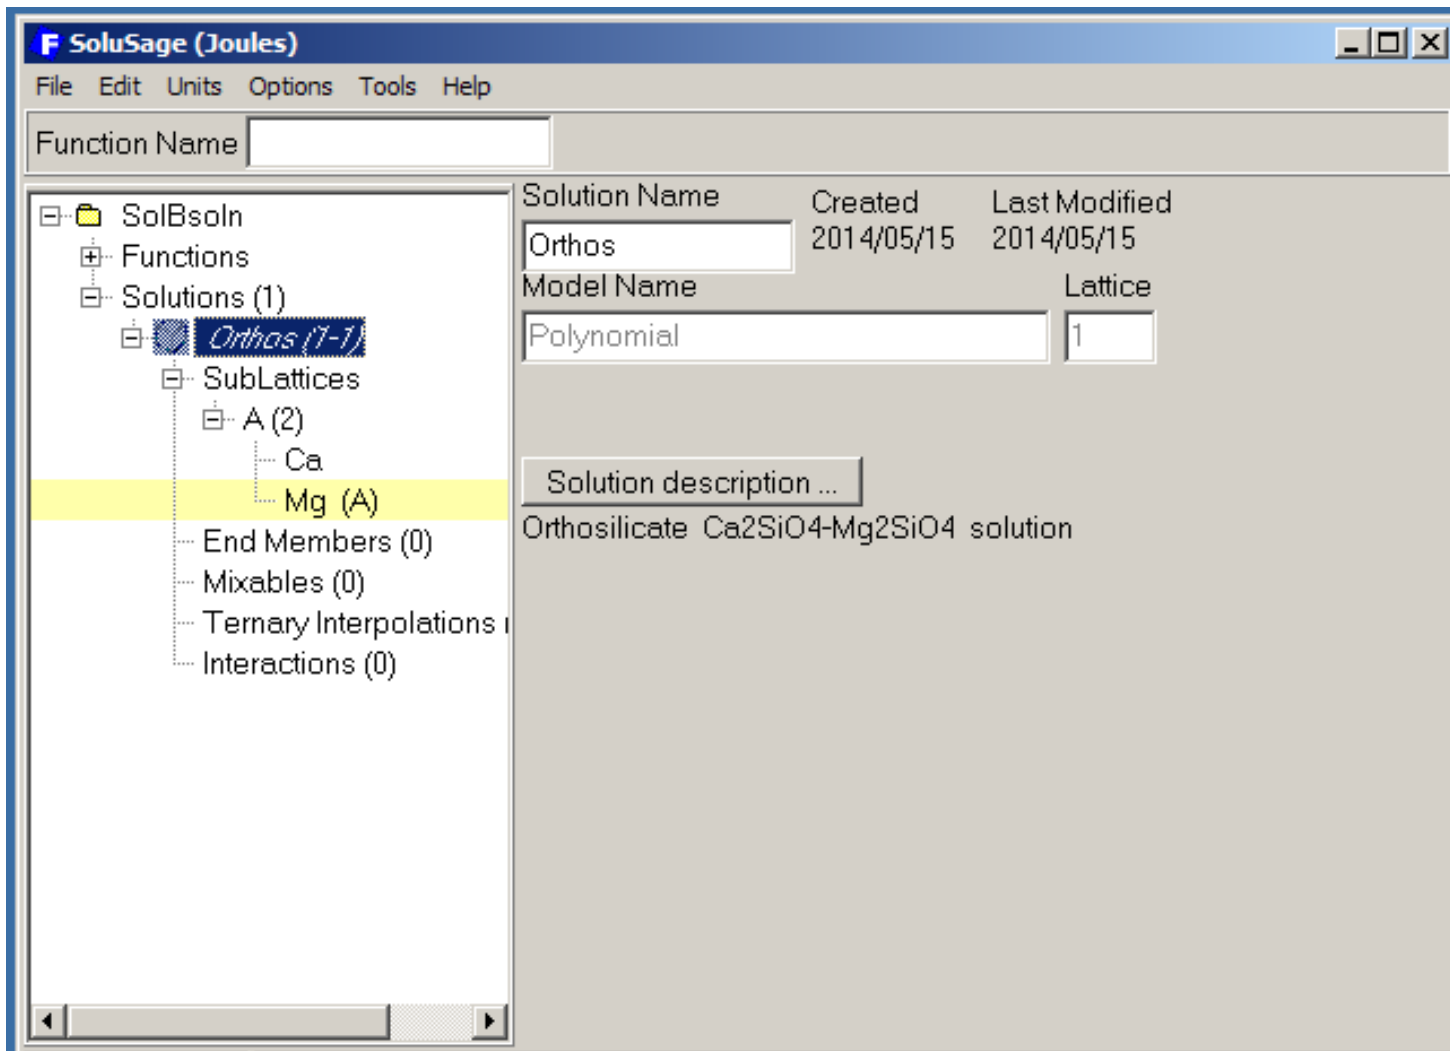 F SoluSage (Joules)
File Edit Units Options Tools Help
Function Name
SolBsoln
Functions
Solutions (1)
Orthos (1-1)
SubLattices
A (2)
Ca
Mg (A)
End Members (0)
Mixables (0)
Ternary Interpolations
Interactions (0)
Solution Name Created Last Modified
Orthos 2014/05/15 2014/05/15
Model Name Lattice
Polynomial 1
Solution description ...
Orthosilicate Ca2SiO4-Mg2SiO4 solution